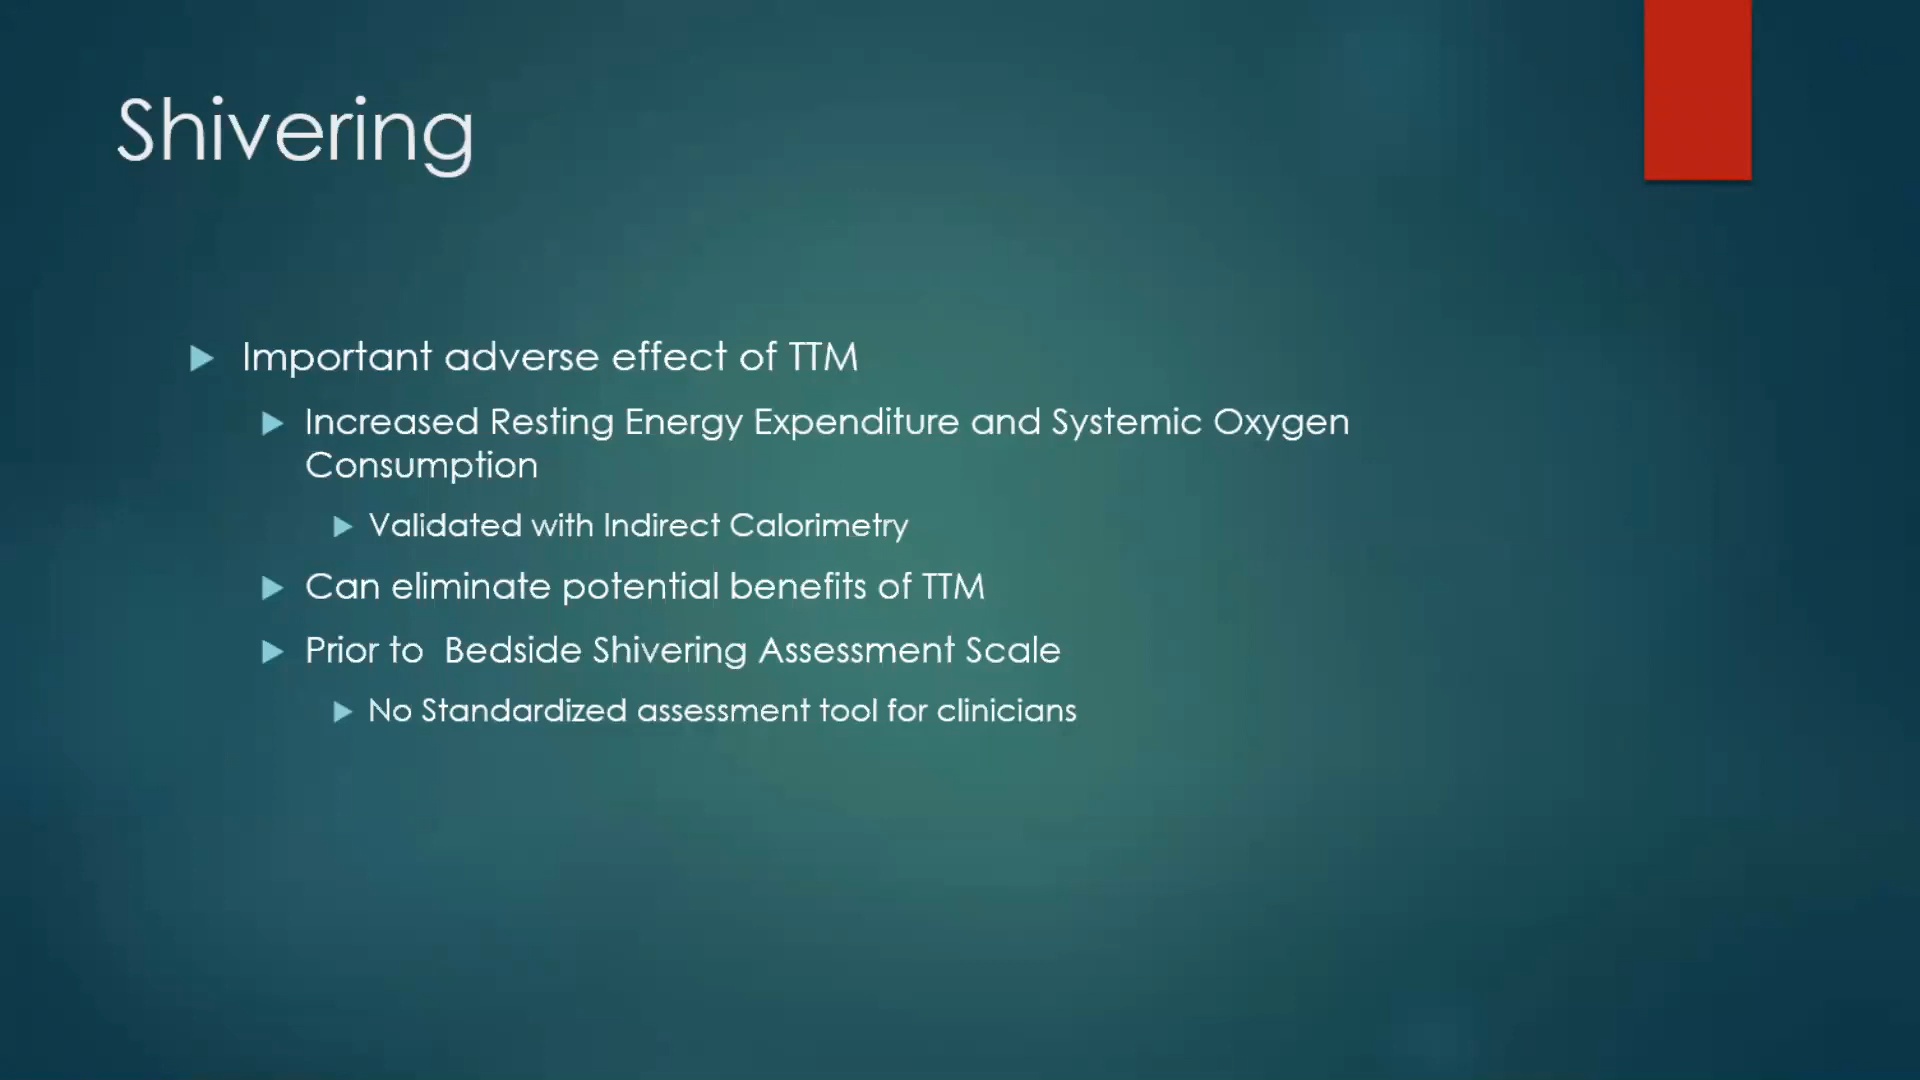 Shivering
Important adverse effect of TTM
Increased Resting Energy Expenditure and Systemic Oxygen
Consumption
Validated with Indirect Calorimetry
Can eliminate potential benefits of TTM
Prior to  Bedside Shivering Assessment Scale
No Standardized assessment tool for clinicians